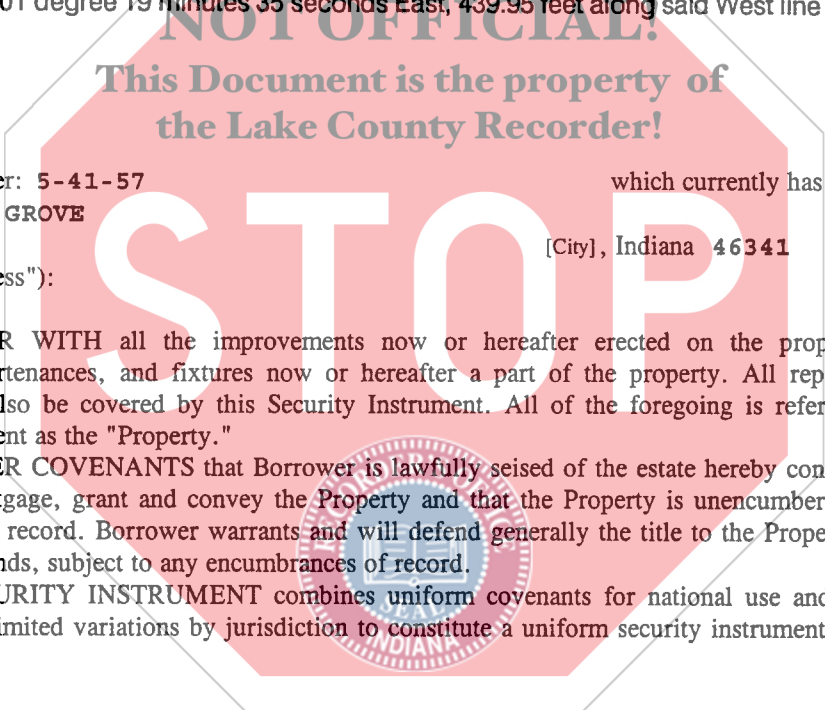 01 degree 19 minutes 35 seconds East, 439.95 feet along said West line
NOT OFFICIAL!
This Document is the property of
the Lake County Recorder!
er: 5-41-57 which currently has
GROVE
[City], Indiana 46341
ess"):
STOP
R WITH all the improvements now or hereafter erected on the prop
rtenances, and fixtures now or hereafter a part of the property. All rep
lso be covered by this Security Instrument. All of the foregoing is refer
ent as the "Property."
ER COVENANTS that Borrower is lawfully seised of the estate hereby con
tgage, grant and convey the Property and that the Property is unencumber
record. Borrower warrants and will defend generally the title to the Prope
nds, subject to any encumbrances of record.
URITY INSTRUMENT combines uniform covenants for national use and
imited variations by jurisdiction to constitute a uniform security instrument
RECORDER'S OFFICE
SEAL
INDIANA